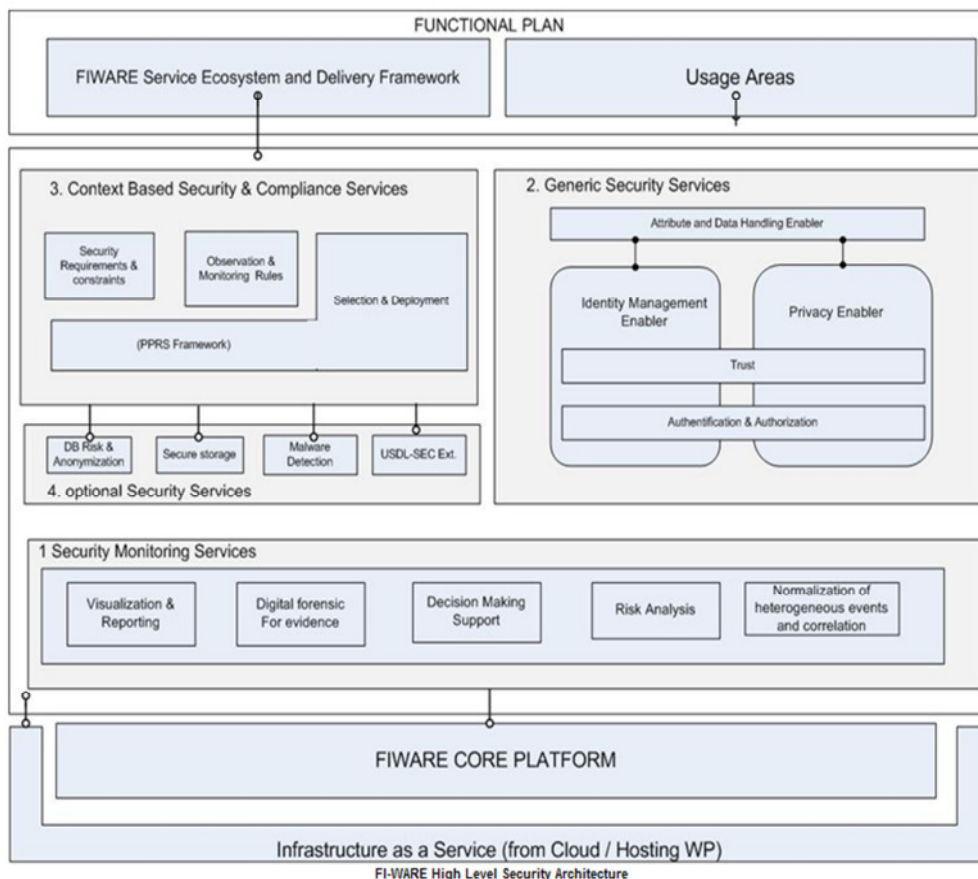 FUNCTIONAL PLAN
FIWARE Service Ecosystem and Delivery Framework
Usage Areas
3. Context Based Security & Compliance Services
Security
Requirements &
constraints
Observation &
Monitoring Rules
Selection & Deployment
(PPRS Framework)
2. Generic Security Services
Attribute and Data Handling Enabler
Identity Management
Enabler
Privacy Enabler
Trust
Authentification & Authorization
DB Risk &
Anonymization
Secure storage
Malware
Detection
USDL-SEC Ext.
4. optional Security Services
1 Security Monitoring Services
Visualization &
Reporting
Digital forensic
For evidence
Decision Making
Support
Risk Analysis
Normalization of
heterogeneous events
and correlation
FIWARE CORE PLATFORM
Infrastructure as a Service (from Cloud / Hosting WP)
FI-WARE High Level Security Architecture